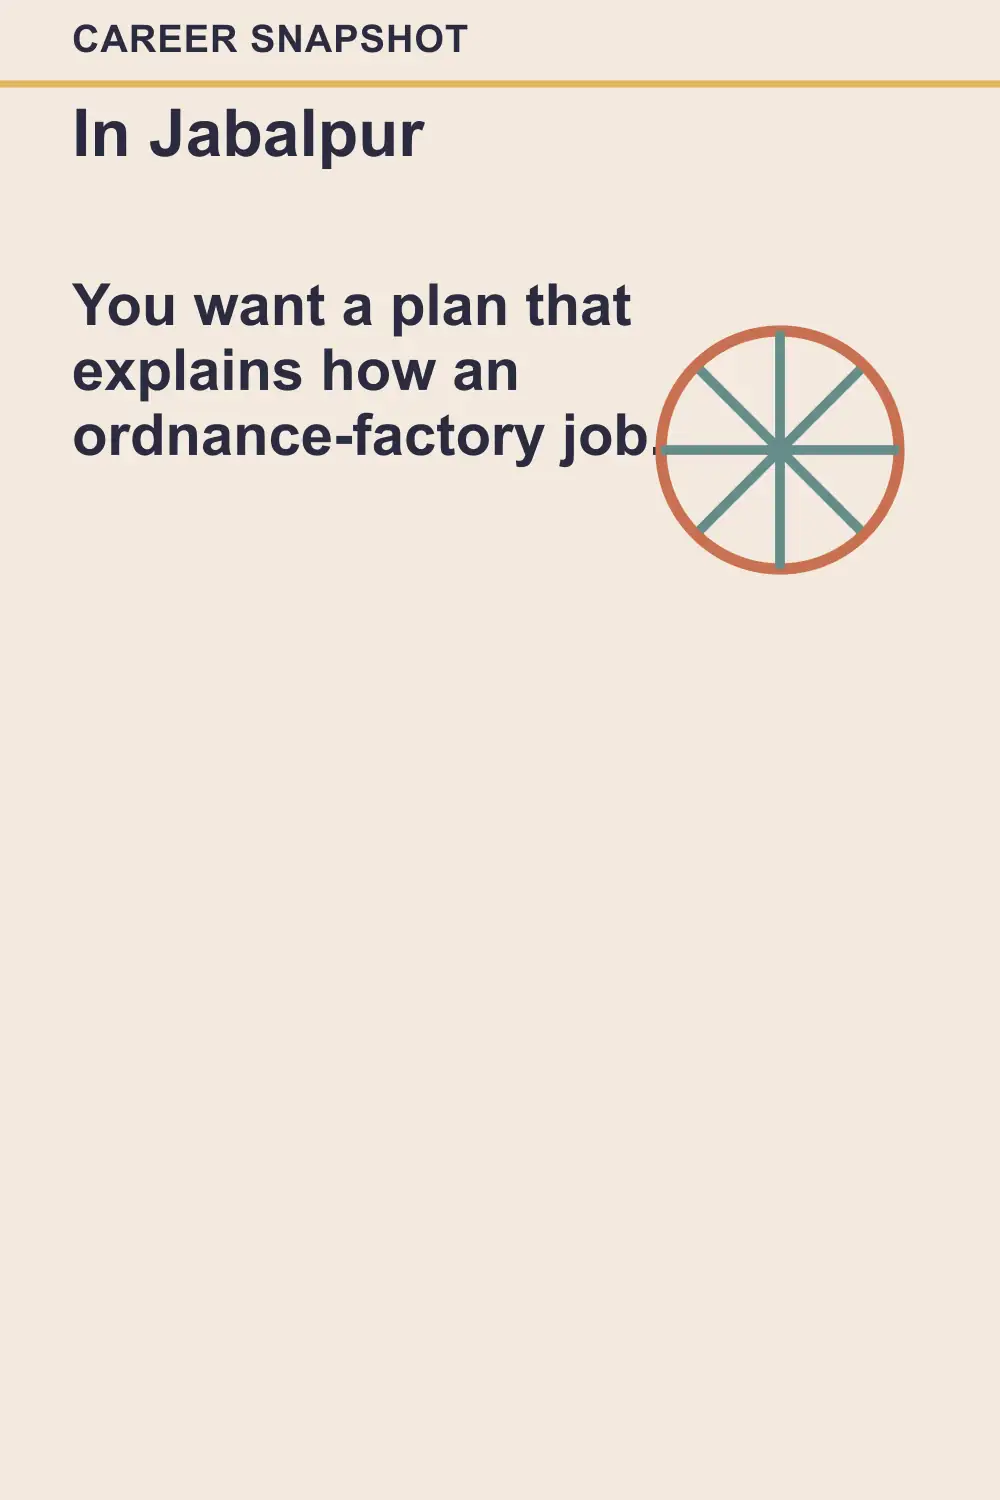 CAREER SNAPSHOT
In Jabalpur
You want a plan that
explains how an
ordnance-factory job.